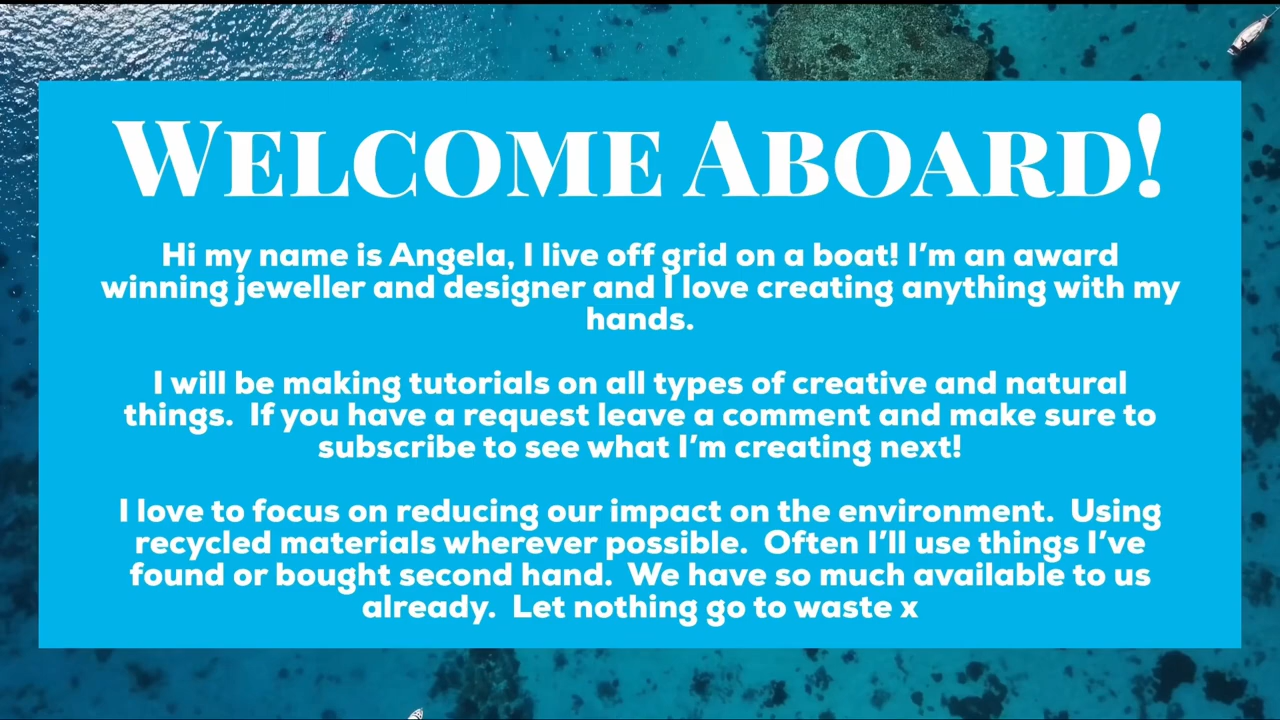 WELCOME ABOARD!
Hi my name is Angela, I live off grid on a boat! I’m an award
winning jeweller and designer and I love creating anything with my
hands.
I will be making tutorials on all types of creative and natural
things.  If you have a request leave a comment and make sure to
subscribe to see what I’m creating next!
I love to focus on reducing our impact on the environment.  Using
recycled materials wherever possible.  Often I’ll use things I’ve
found or bought second hand.  We have so much available to us
already.  Let nothing go to waste x